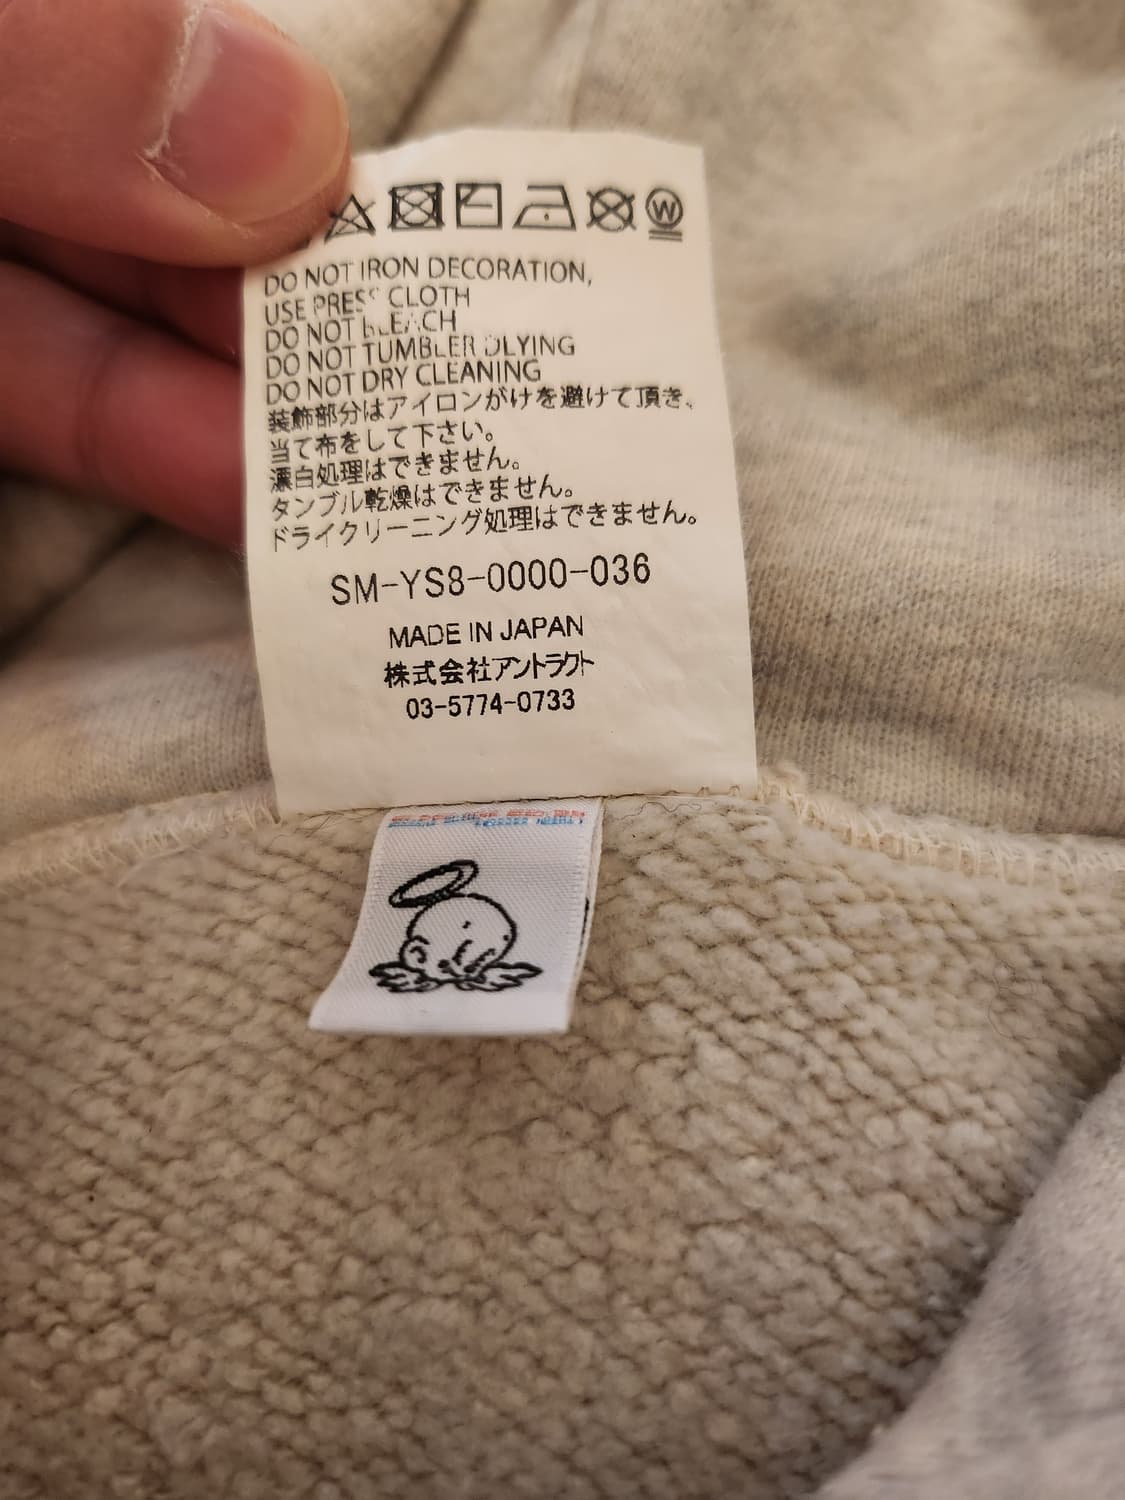 W
DO NOT IRON DECORATION,
USE PRESS CLOTH
DO NOT BLEACH
DO NOT TUMBLER DLYING
DO NOT DRY CLEANING
装飾部分はアイロンがけを避けて頂き、
当て布をして下さい。
漂白処理はできません。
タンブル乾燥はできません。
ドライクリーニング処理はできません。
SM-YS8-0000-036
MADE IN JAPAN
株式会社アントラクト
03-5774-0733